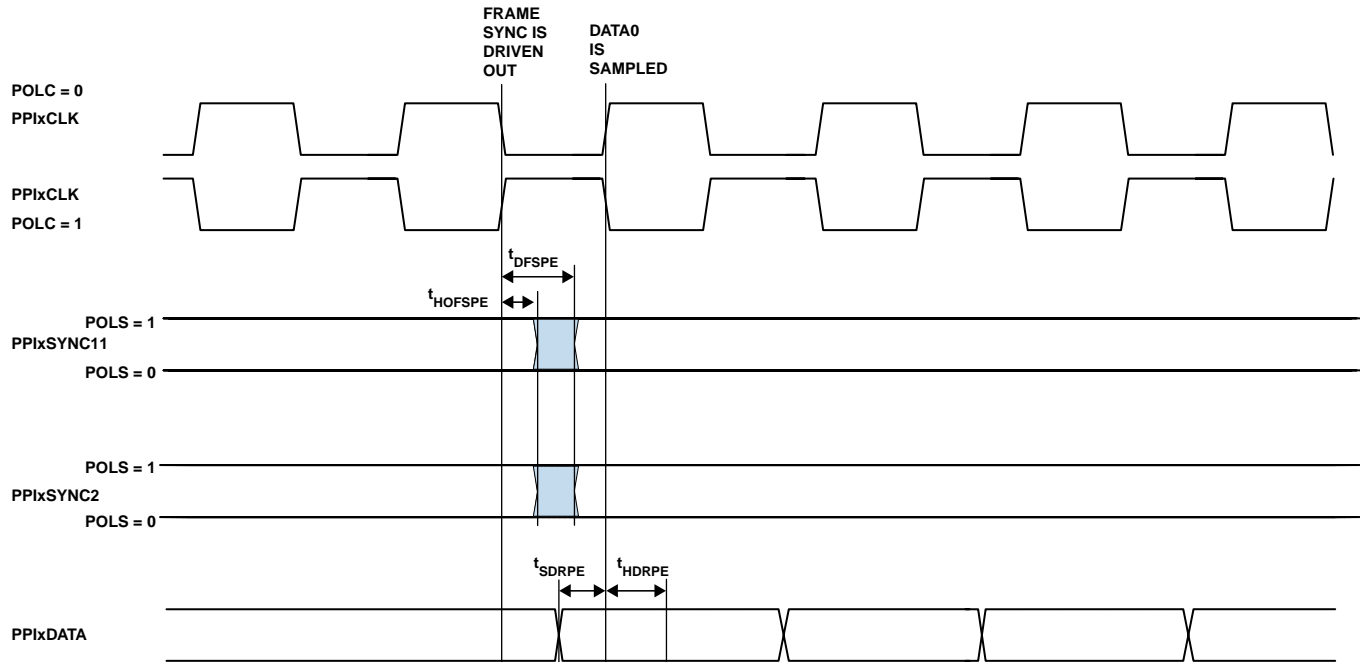 FRAME
SYNC IS
DRIVEN
OUT
DATA0
IS
SAMPLED
POLC = 0
PPIxCLK
PPIxCLK
POLC = 1
tDFSPE
tHOFSPE
POLS = 1
PPIxSYNC11
POLS = 0
POLS = 1
PPIxSYNC2
POLS = 0
tSDRPE
tHDRPE
PPIxDATA